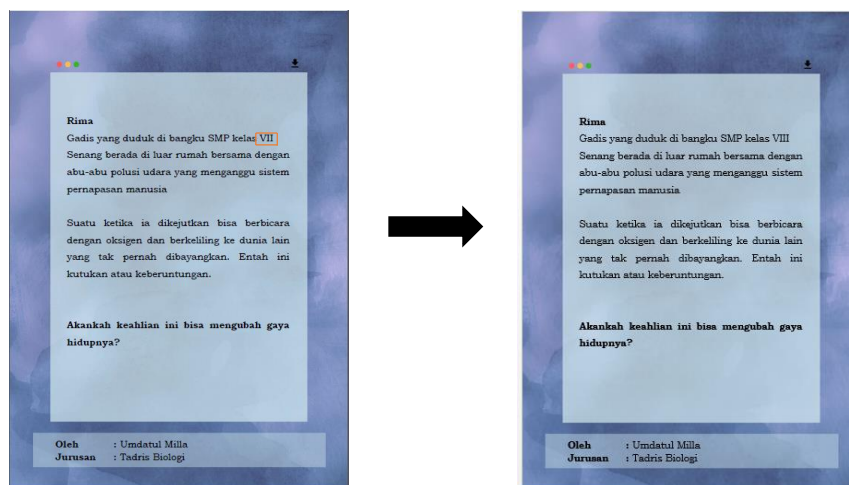 Rima
Gadis yang duduk di bangku SMP kelas VII
Senang berada di luar rumah bersama dengan
abu-abu polusi udara yang menganggu sistem
pernapasan manusia
Suatu ketika ia dikejutkan bisa berbicara
dengan oksigen dan berkeliling ke dunia lain
yang tak pernah dibayangkan. Entah ini
kutukan atau keberuntungan.
Akankah keahlian ini bisa mengubah gaya
hidupnya?
Oleh : Umdatul Milla
Jurusan : Tadris Biologi
Rima
Gadis yang duduk di bangku SMP kelas VIII
Senang berada di luar rumah bersama dengan
abu-abu polusi udara yang menganggu sistem
pernapasan manusia
Suatu ketika ia dikejutkan bisa berbicara
dengan oksigen dan berkeliling ke dunia lain
yang tak pernah dibayangkan. Entah ini
kutukan atau keberuntungan.
Akankah keahlian ini bisa mengubah gaya
hidupnya?
Oleh : Umdatul Milla
Jurusan : Tadris Biologi